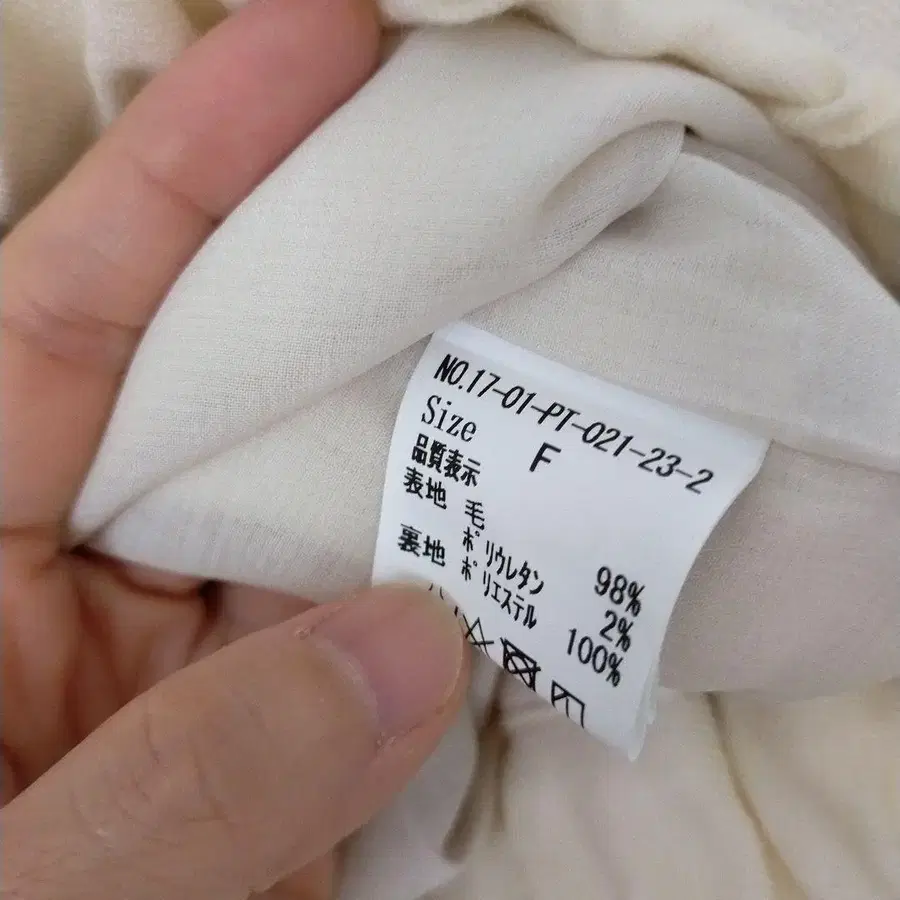 NO.17-01-PT-021-23-2
Size F
品質表示
表地 毛 98%
ポリウレタン 2%
裏地 ポリエステル 100%